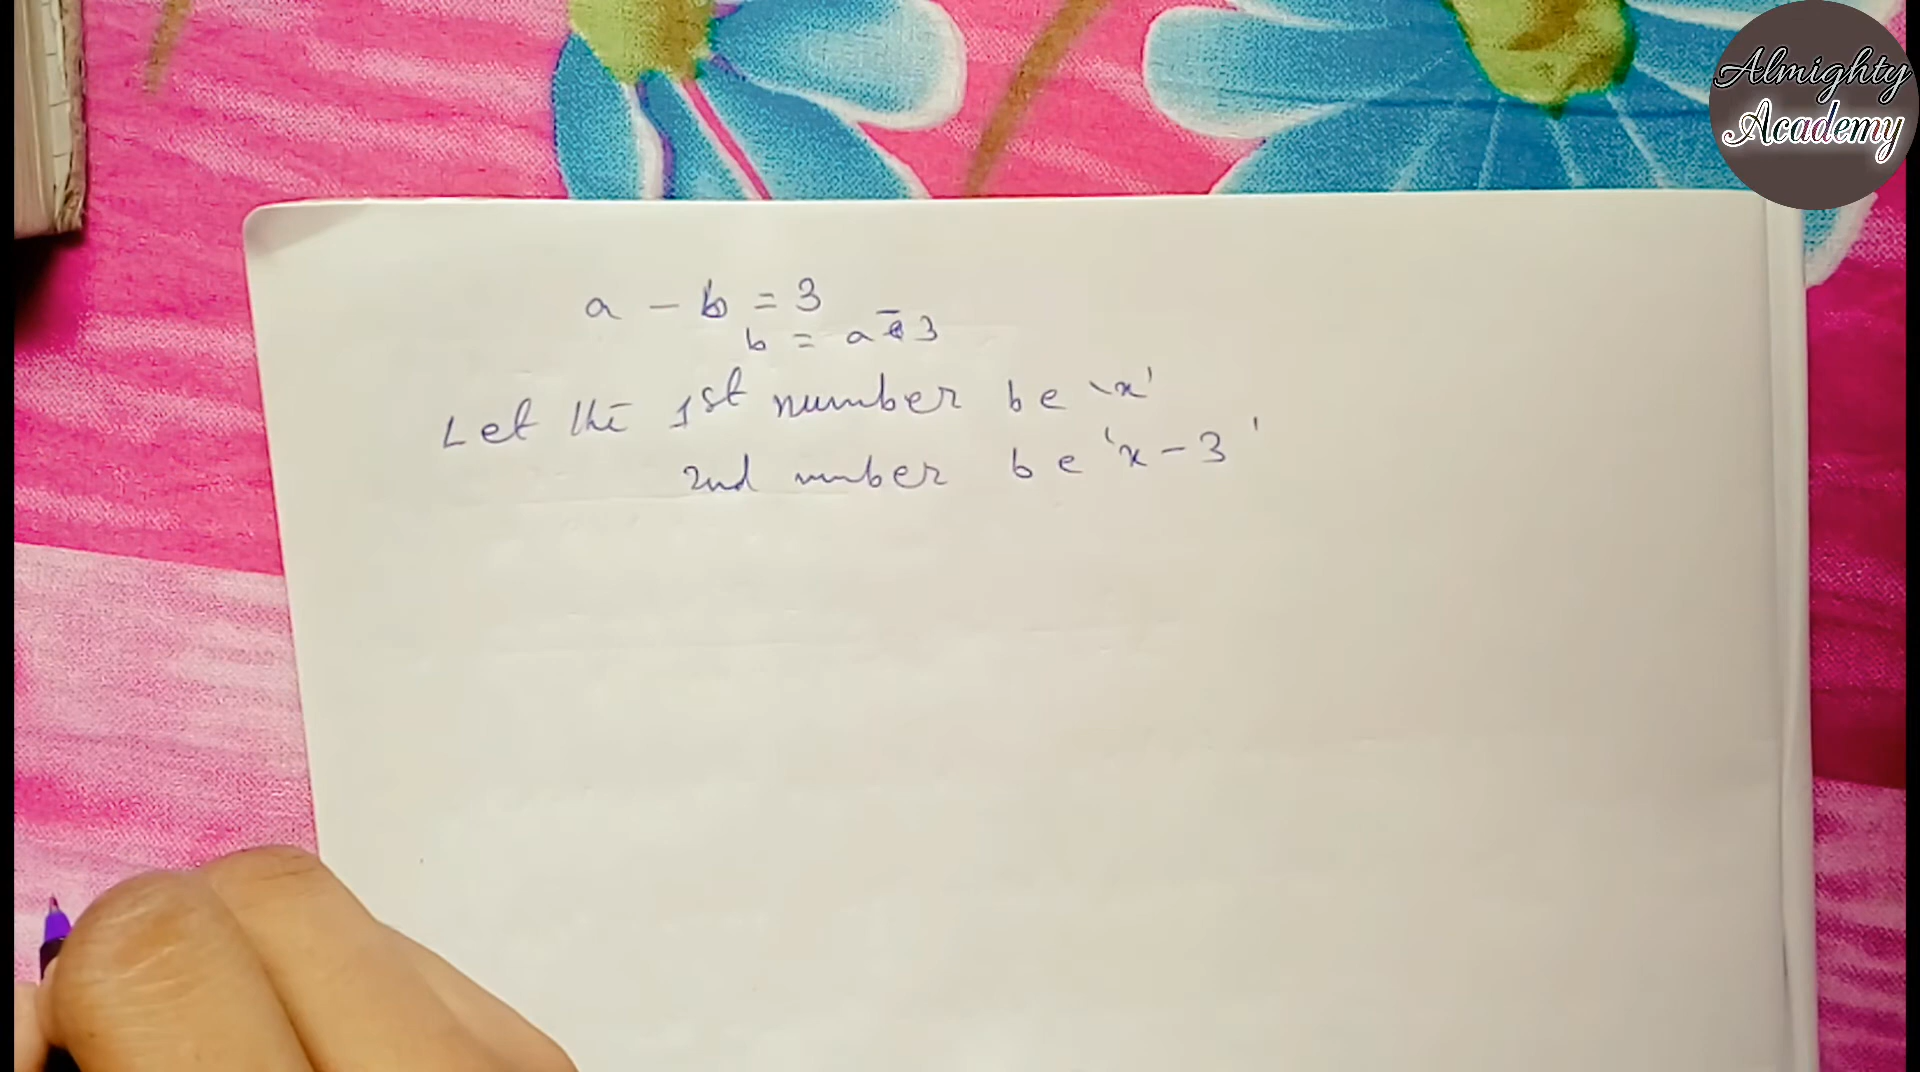 Almighty
Academy
a - b = 3
b = a - 3
Let the 1st number be 'x'
2nd number be 'x - 3'